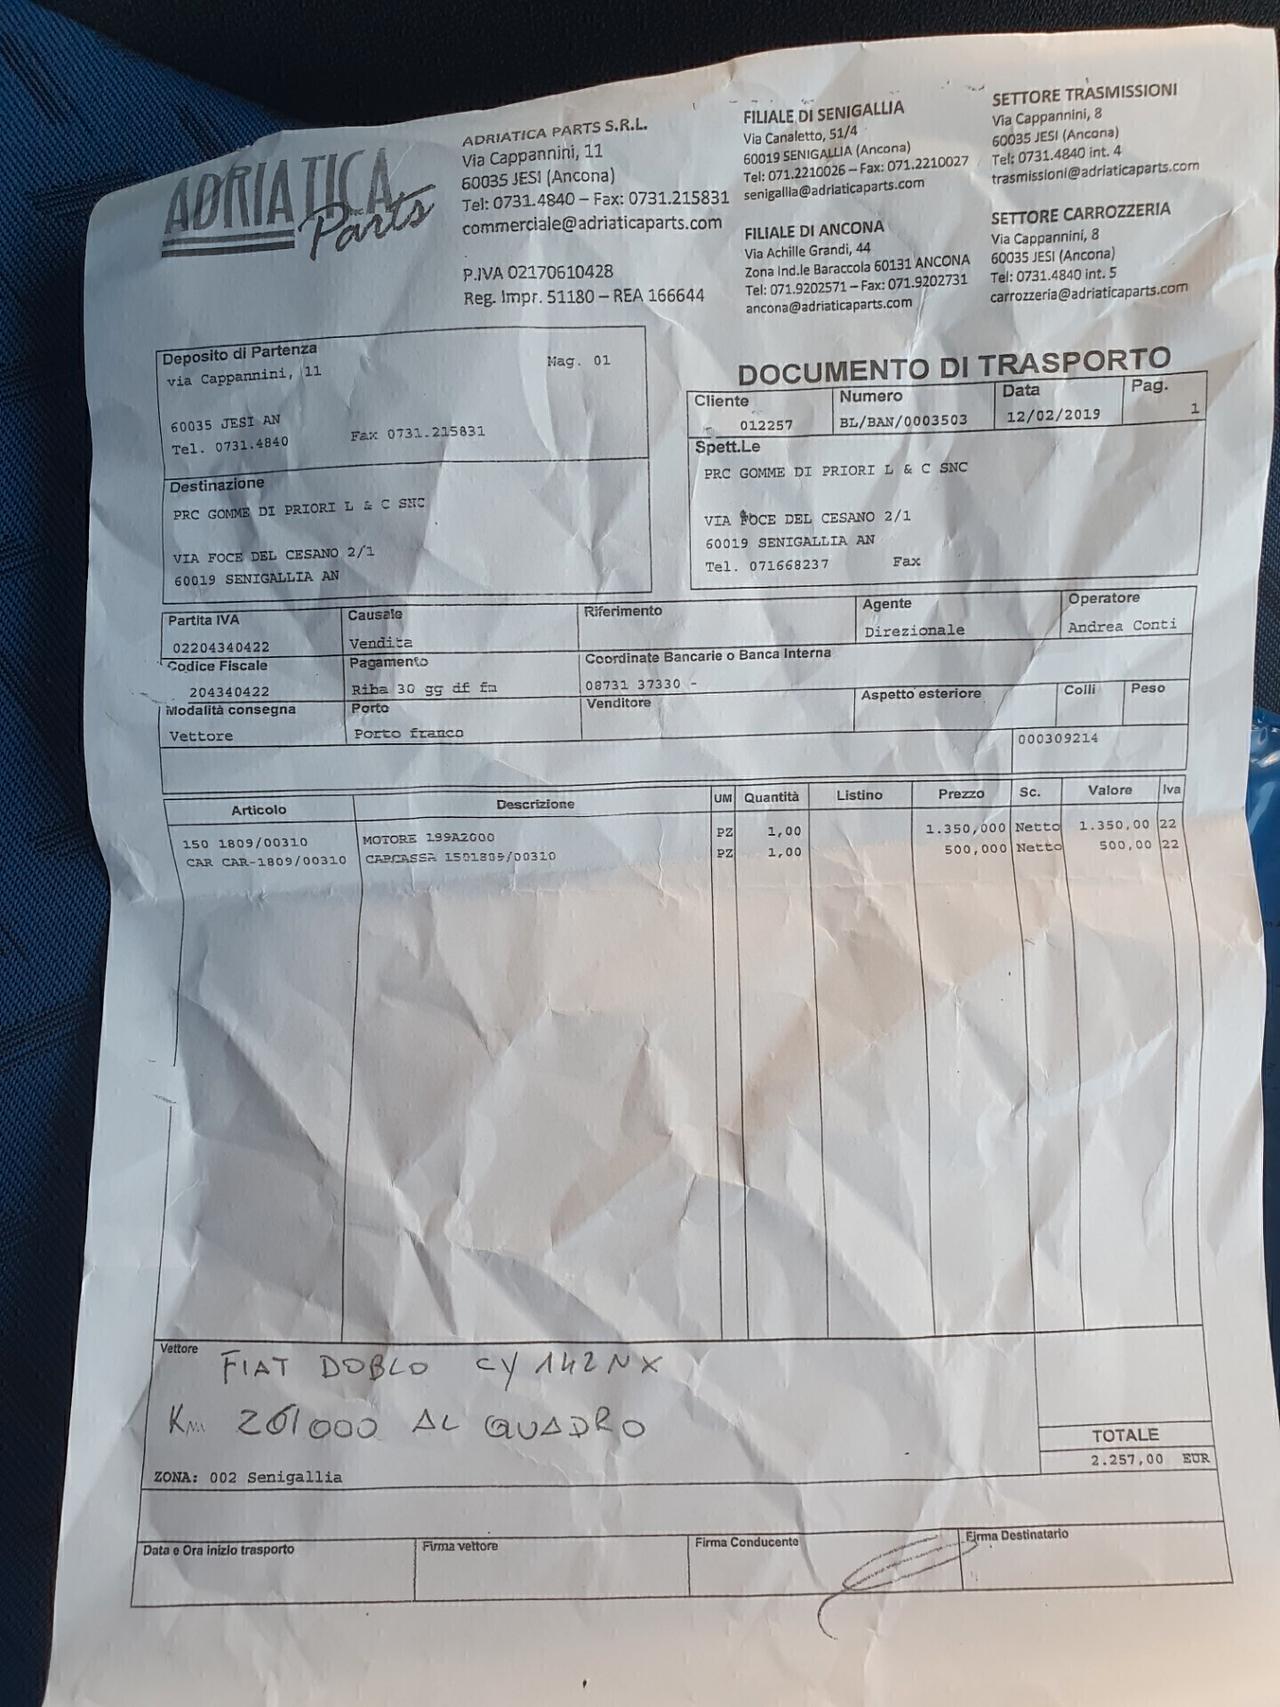 ADRIATICA
Parts
ADRIATICA PARTS S.R.L.
Via Cappannini, 11
60035 JESI (Ancona)
Tel: 0731.4840 – Fax: 0731.215831
commerciale@adriaticaparts.com
P.IVA 02170610428
Reg. Impr. 51180 – REA 166644
FILIALE DI SENIGALLIA
Via Canaletto, 51/4
60019 SENIGALLIA (Ancona)
Tel: 071.2210026 – Fax: 071.2210027
senigallia@adriaticaparts.com
FILIALE DI ANCONA
Via Achille Grandi, 44
Zona Ind.le Baraccola 60131 ANCONA
Tel: 071.9202571 – Fax: 071.9202731
ancona@adriaticaparts.com
SETTORE TRASMISSIONI
Via Cappannini, 8
60035 JESI (Ancona)
Tel: 0731.4840 int. 4
trasmissioni@adriaticaparts.com
SETTORE CARROZZERIA
Via Cappannini, 8
60035 JESI (Ancona)
Tel: 0731.4840 int. 5
carrozzeria@adriaticaparts.com
Deposito di Partenza Mag. 01
via Cappannini, 11
60035 JESI AN
Tel. 0731.4840 Fax 0731.215831
Destinazione
PRC GOMME DI PRIORI L & C SNC
VIA FOCE DEL CESANO 2/1
60019 SENIGALLIA AN
DOCUMENTO DI TRASPORTO
Cliente Numero Data Pag.
012257 BL/BAN/0003503 12/02/2019 1
Spett.Le
PRC GOMME DI PRIORI L & C SNC
VIA FOCE DEL CESANO 2/1
60019 SENIGALLIA AN
Tel. 071668237 Fax
Partita IVA Causale Riferimento Agente Operatore
02204340422 Vendita Direzionale Andrea Conti
Codice Fiscale Pagamento Coordinate Bancarie o Banca Interna
204340422 Riba 30 gg df fm 08731 37330 -
Modalità consegna Porto Venditore Aspetto esteriore Colli Peso
Vettore Porto franco
000309214
Articolo Descrizione UM Quantità Listino Prezzo Sc. Valore Iva
150 1809/00310 MOTORE 199A2000 PZ 1,00 1.350,000 Netto 1.350,00 22
CAR CAR-1809/00310 CARCASSA 1501809/00310 PZ 1,00 500,000 Netto 500,00 22
Vettore
FIAT DOBLO CY 142NX
Km 261000 AL QUADRO
ZONA: 002 Senigallia
TOTALE
2.257,00 EUR
Data e Ora inizio trasporto Firma vettore Firma Conducente Firma Destinatario